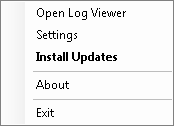 Open Log Viewer
Settings
Install Updates
About
Exit